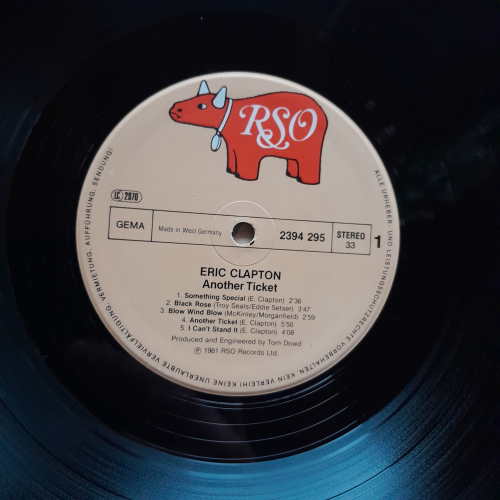 RSO
LC 2970
GEMA
Made in West Germany
2394 295
STEREO
33
1
ERIC CLAPTON
Another Ticket
1. Something Special (E. Clapton) 2'36
2. Black Rose (Troy Seals/Eddie Setser) 3'47
3. Blow Wind Blow (McKinley/Morganfield) 2'59
4. Another Ticket (E. Clapton) 5'50
5. I Can't Stand It (E. Clapton) 4'08
Produced and Engineered by Tom Dowd
℗ 1981 RSO Records Ltd.
ALLE URHEBER- UND LEISTUNGSSCHUTZRECHTE VORBEHALTEN KEIN VERLEIH! KEINE UNERLAUBTE VERVIELFÄLTIGUNG, VERMIETUNG, AUFFÜHRUNG, SENDUNG!